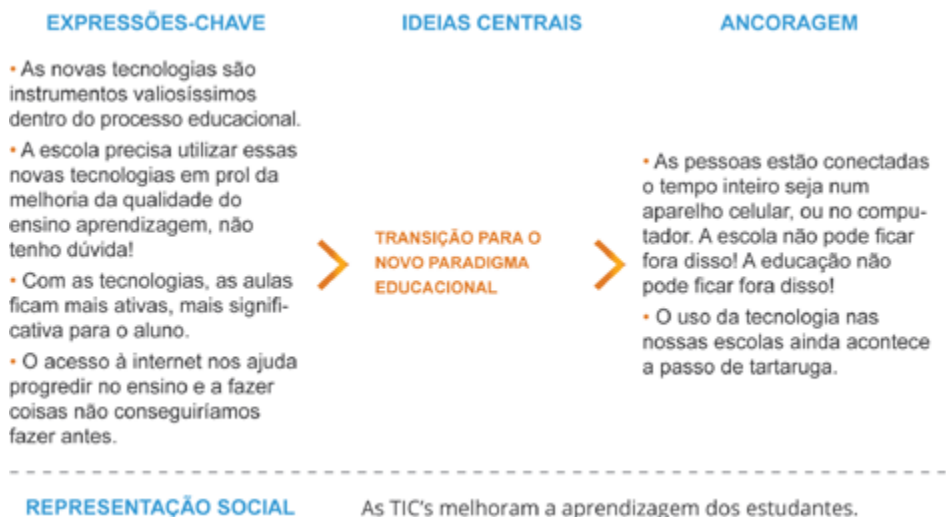 EXPRESSÕES-CHAVE
• As novas tecnologias são
instrumentos valiosíssimos
dentro do processo educacional.
• A escola precisa utilizar essas
novas tecnologias em prol da
melhoria da qualidade do
ensino aprendizagem, não
tenho dúvida!
• Com as tecnologias, as aulas
ficam mais ativas, mais signifi-
cativa para o aluno.
• O acesso à internet nos ajuda
progredir no ensino e a fazer
coisas não conseguiríamos
fazer antes.
IDEIAS CENTRAIS
TRANSIÇÃO PARA O
NOVO PARADIGMA
EDUCACIONAL
ANCORAGEM
• As pessoas estão conectadas
o tempo inteiro seja num
aparelho celular, ou no compu-
tador. A escola não pode ficar
fora disso! A educação não
pode ficar fora disso!
• O uso da tecnologia nas
nossas escolas ainda acontece
a passo de tartaruga.
REPRESENTAÇÃO SOCIAL
As TIC's melhoram a aprendizagem dos estudantes.